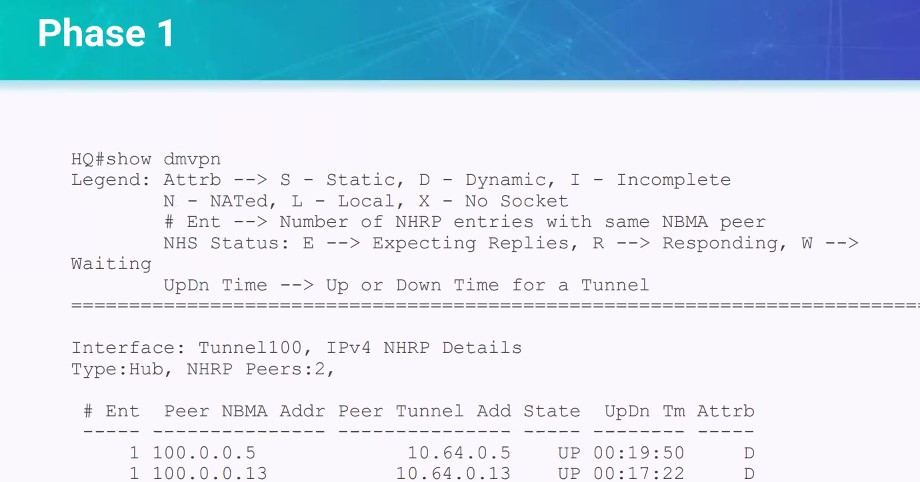 Phase 1
HQ#show dmvpn
Legend: Attrb --> S - Static, D - Dynamic, I - Incomplete
        N - NATed, L - Local, X - No Socket
        # Ent --> Number of NHRP entries with same NBMA peer
        NHS Status: E --> Expecting Replies, R --> Responding, W -->
Waiting
        UpDn Time --> Up or Down Time for a Tunnel
==========================================================================
Interface: Tunnel100, IPv4 NHRP Details
Type:Hub, NHRP Peers:2,
 # Ent  Peer NBMA Addr Peer Tunnel Add State  UpDn Tm Attrb
 ----- --------------- --------------- ----- -------- -----
     1 100.0.0.5             10.64.0.5    UP 00:19:50     D
     1 100.0.0.13           10.64.0.13    UP 00:17:22     D